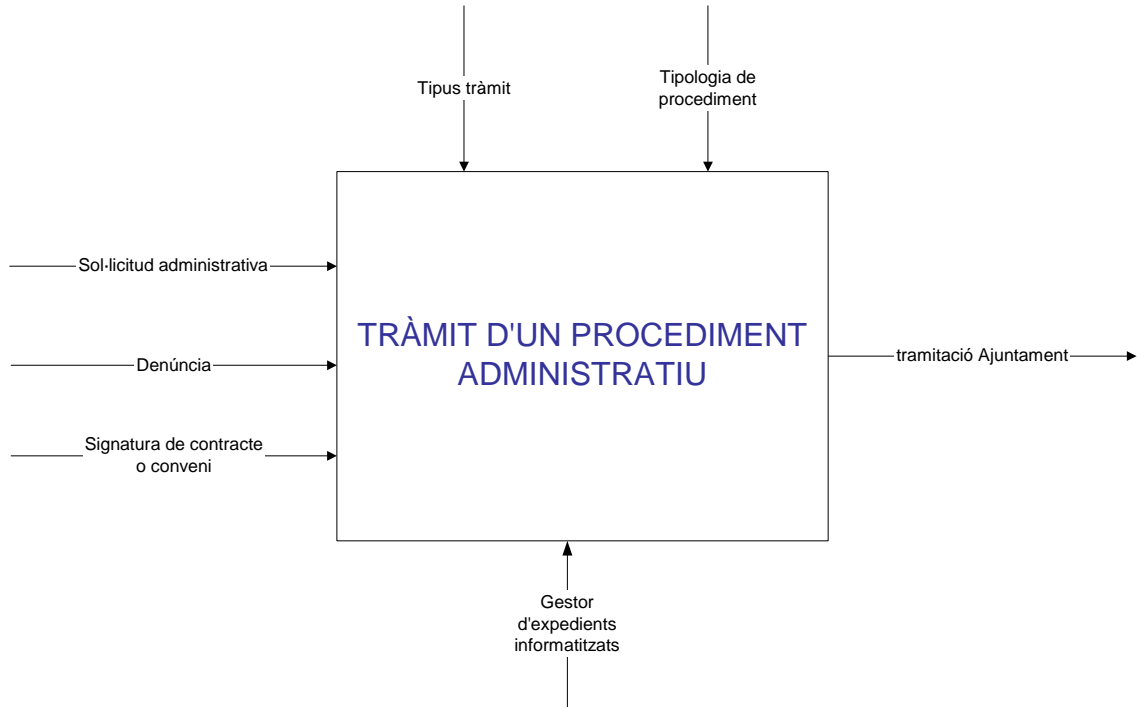 Tipus tràmit
Tipologia de
procediment
Sol·licitud administrativa
Denúncia
Signatura de contracte
o conveni
TRÀMIT D'UN PROCEDIMENT
ADMINISTRATIU
tramitació Ajuntament
Gestor
d'expedients
informatitzats